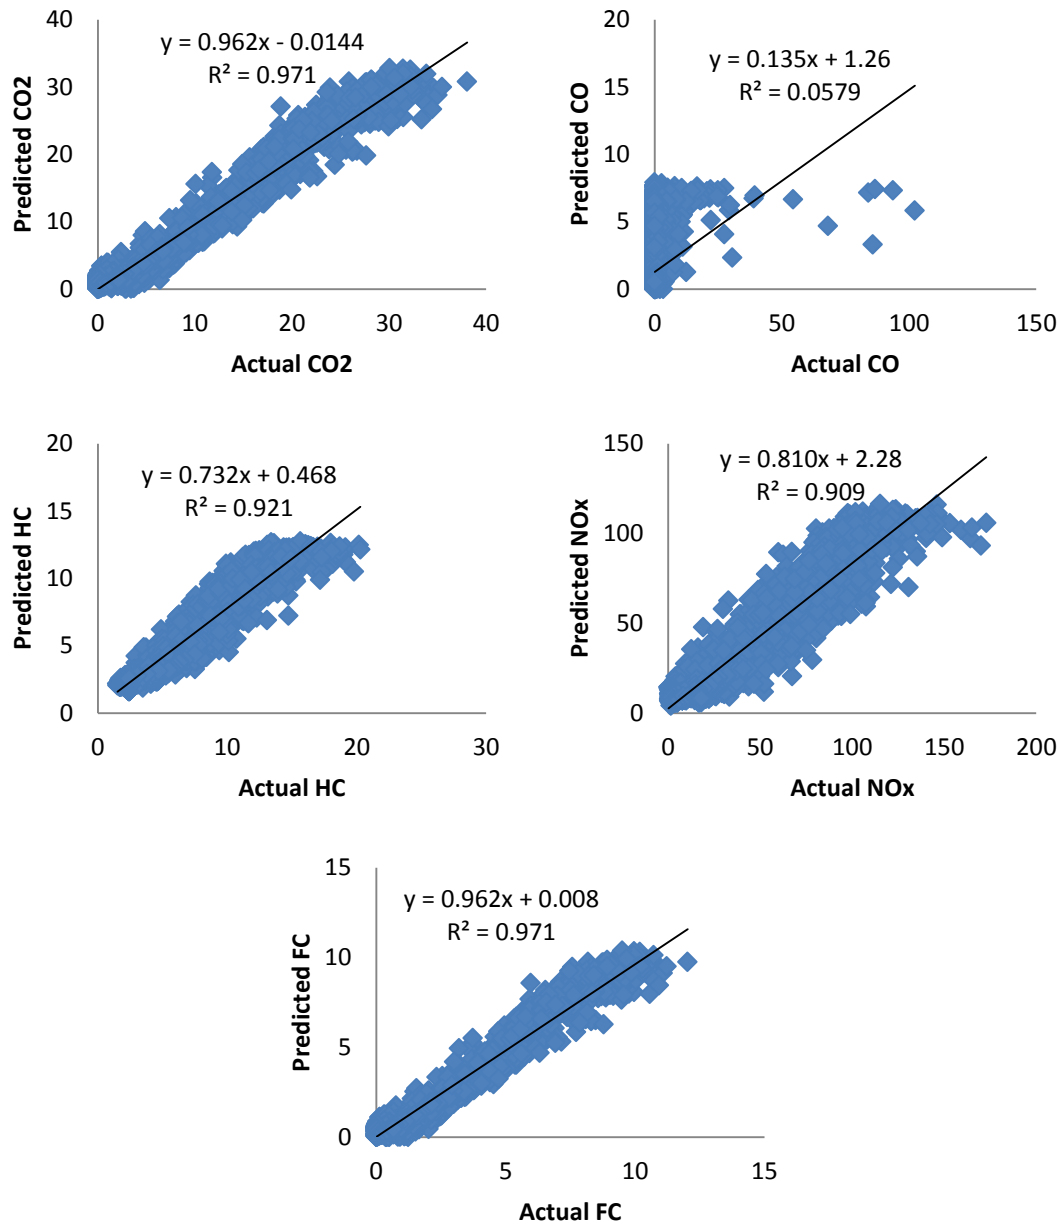 40
30
20
10
0
0
10
20
30
40
Predicted CO2
Actual CO2
y = 0.962x - 0.0144
R² = 0.971
20
15
10
5
0
0
50
100
150
Predicted CO
Actual CO
y = 0.135x + 1.26
R² = 0.0579
20
15
10
5
0
0
10
20
30
Predicted HC
Actual HC
y = 0.732x + 0.468
R² = 0.921
150
100
50
0
0
50
100
150
200
Predicted NOx
Actual NOx
y = 0.810x + 2.28
R² = 0.909
15
10
5
0
0
5
10
15
Predicted FC
Actual FC
y = 0.962x + 0.008
R² = 0.971